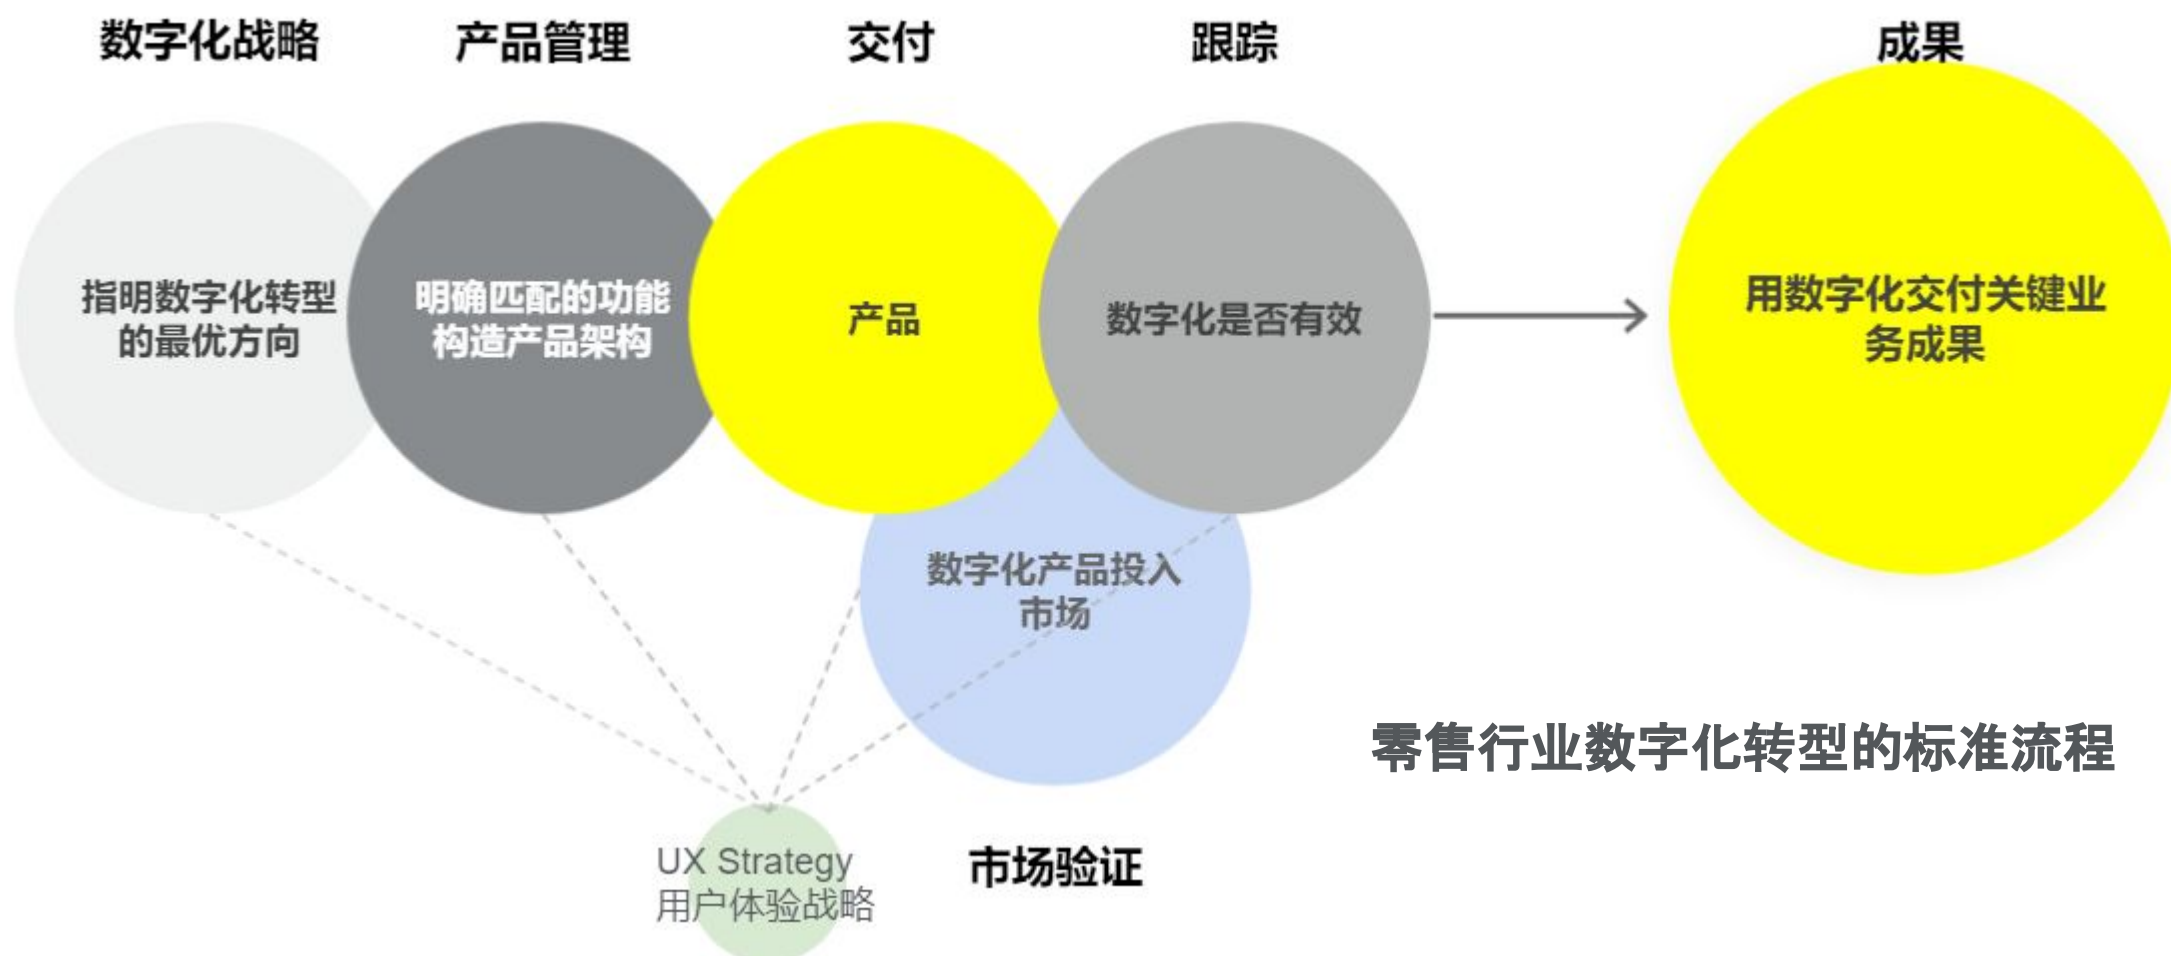 数字化战略
产品管理
交付
跟踪
成果
指明数字化转型
的最优方向
明确匹配的功能
构造产品架构
产品
数字化是否有效
用数字化交付关键业
务成果
数字化产品投入
市场
零售行业数字化转型的标准流程
UX Strategy
用户体验战略
市场验证